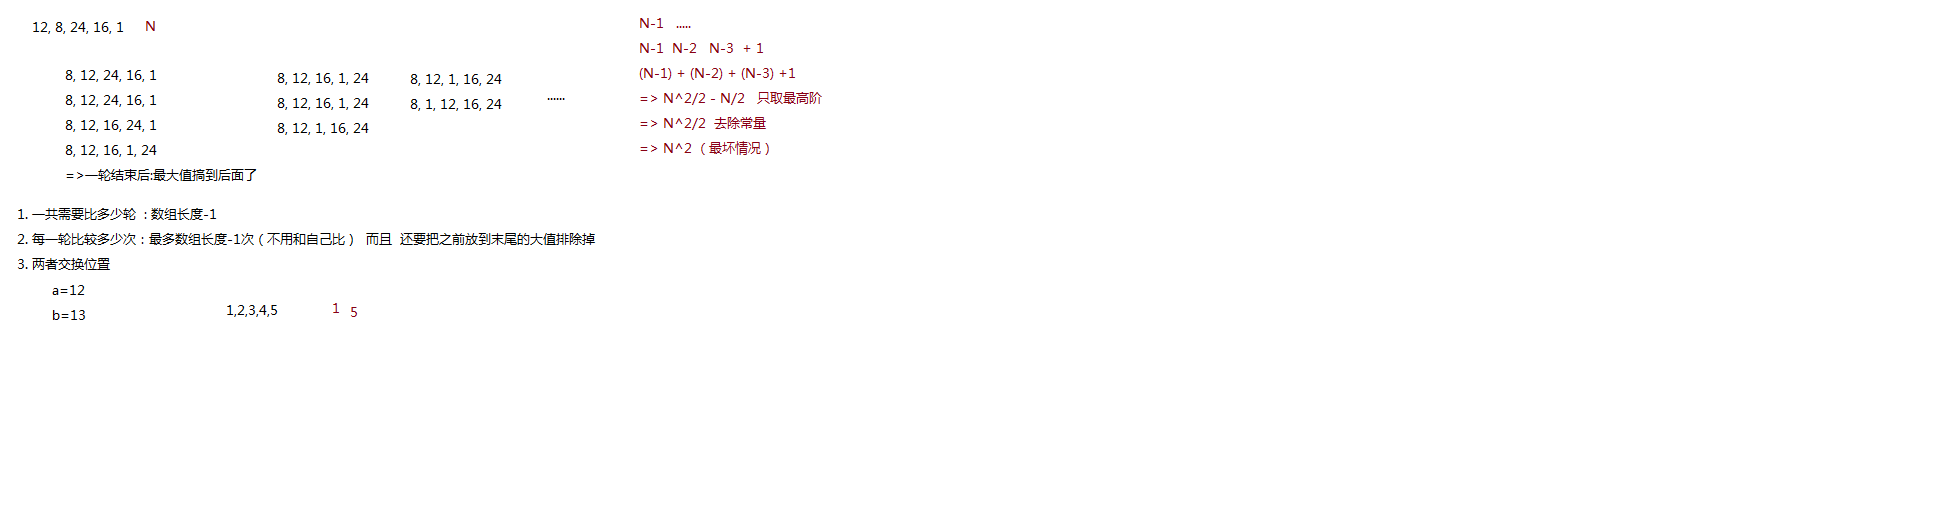 12, 8, 24, 16, 1 N
8, 12, 24, 16, 1
8, 12, 24, 16, 1
8, 12, 16, 24, 1
8, 12, 16, 1, 24
=>一轮结束后:最大值搞到后面了
8, 12, 16, 1, 24
8, 12, 16, 1, 24
8, 12, 1, 16, 24
8, 12, 1, 16, 24
8, 1, 12, 16, 24
......
N-1 .....
N-1 N-2 N-3 + 1
(N-1) + (N-2) + (N-3) +1
=> N^2/2 - N/2 只取最高阶
=> N^2/2 去除常量
=> N^2（最坏情况）
1. 一共需要比多少轮 ：数组长度-1
2. 每一轮比较多少次：最多数组长度-1次（不用和自己比） 而且 还要把之前放到末尾的大值排除掉
3. 两者交换位置
a=12
b=13
1,2,3,4,5 1 5